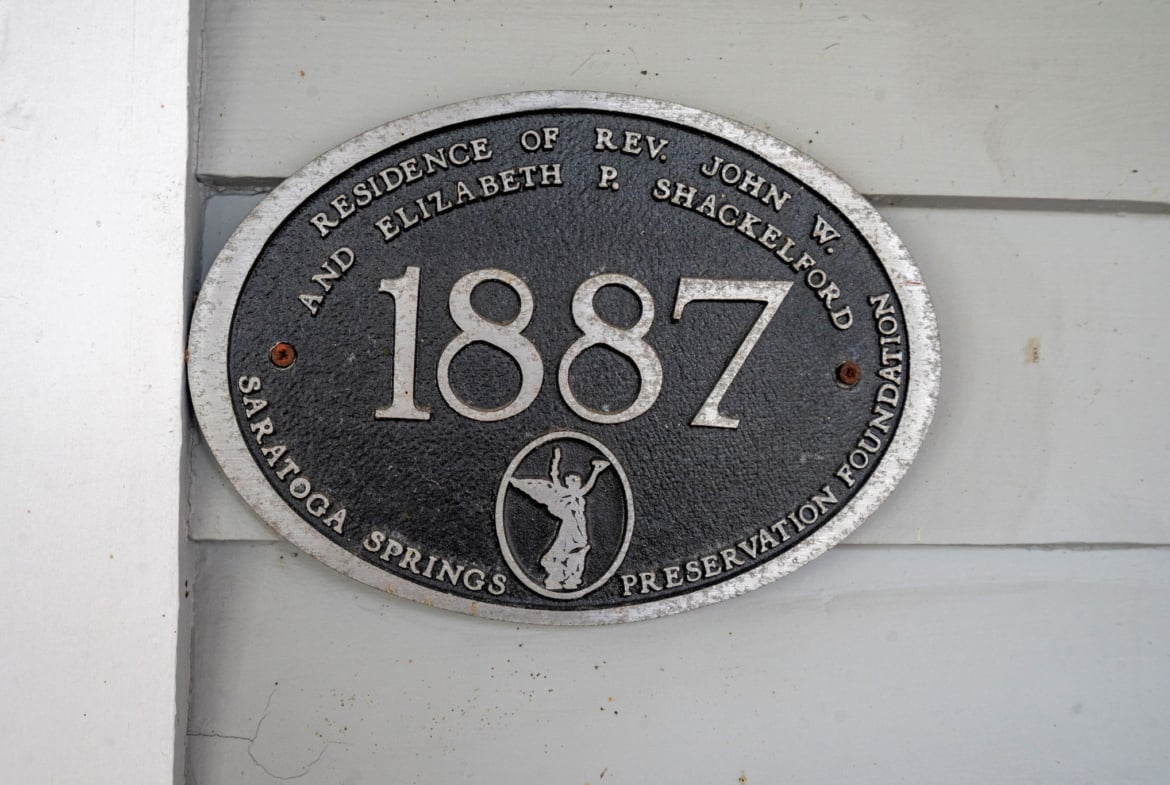 RESIDENCE OF REV. JOHN W.
AND ELIZABETH P. SHACKELFORD
1887
SARATOGA SPRINGS PRESERVATION FOUNDATION